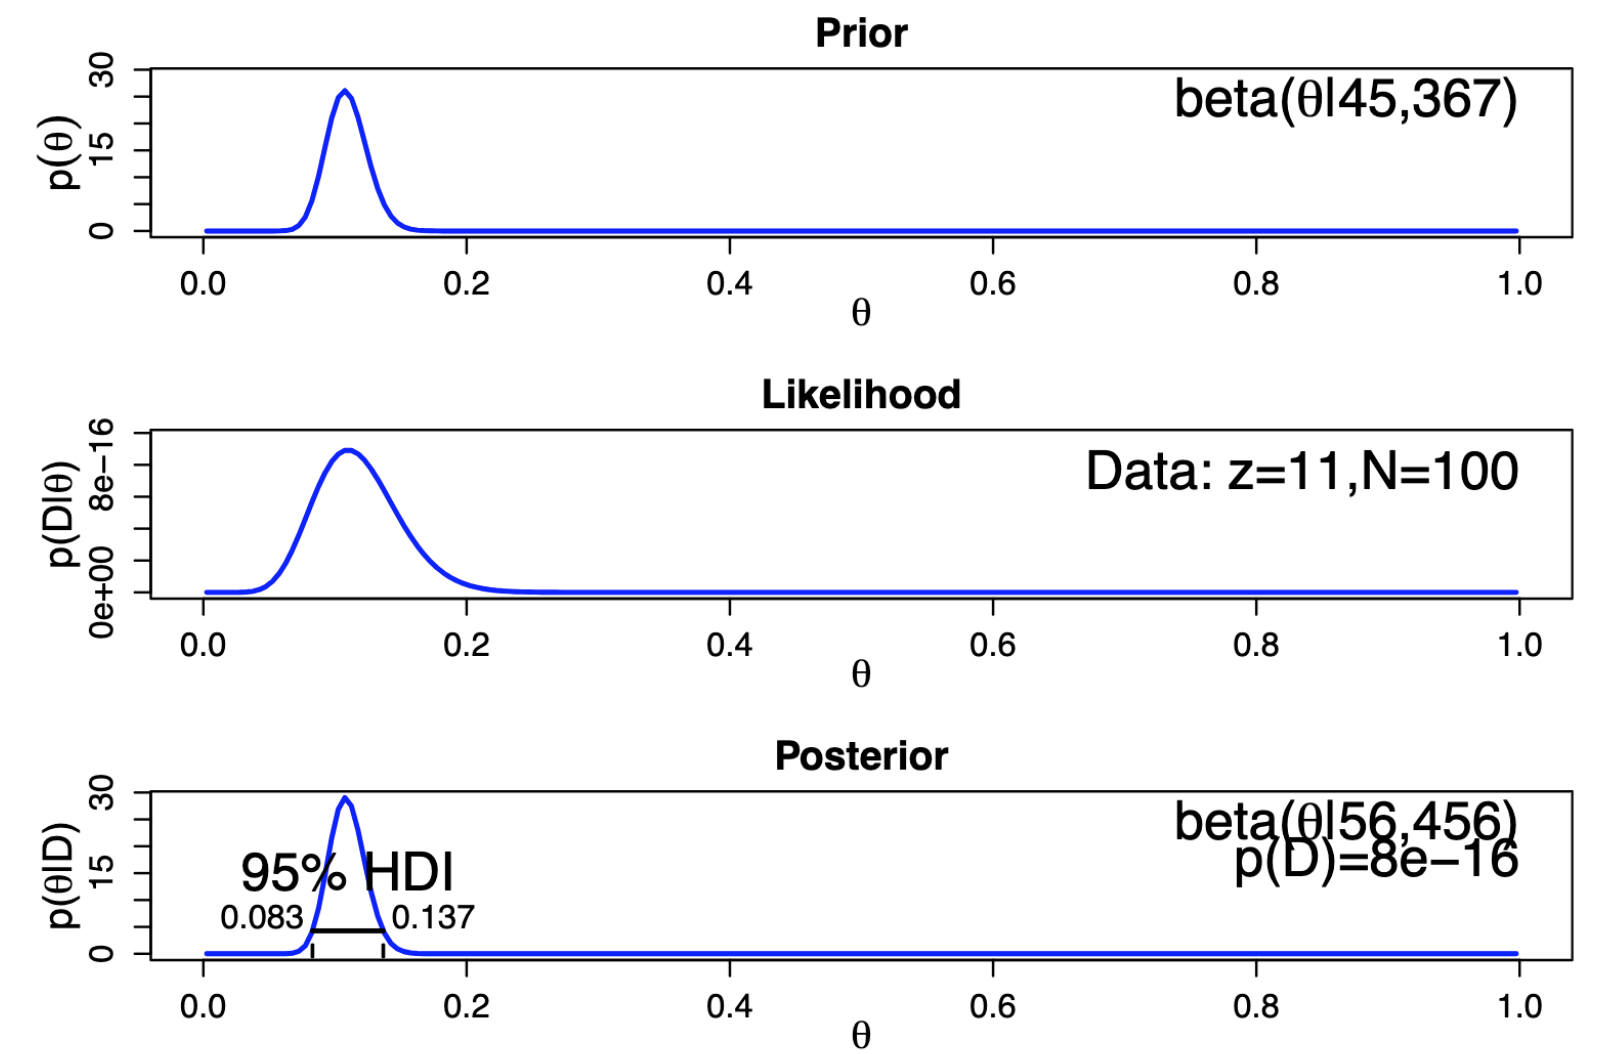 Prior
beta(θ|45,367)
p(θ)
0 15 30
0.0 0.2 0.4 0.6 0.8 1.0
θ
Likelihood
Data: z=11,N=100
p(D|θ)
0e+00 8e−16
0.0 0.2 0.4 0.6 0.8 1.0
θ
Posterior
beta(θ|56,456)
p(D)=8e−16
95% HDI
0.083 0.137
p(θ|D)
0 15 30
0.0 0.2 0.4 0.6 0.8 1.0
θ